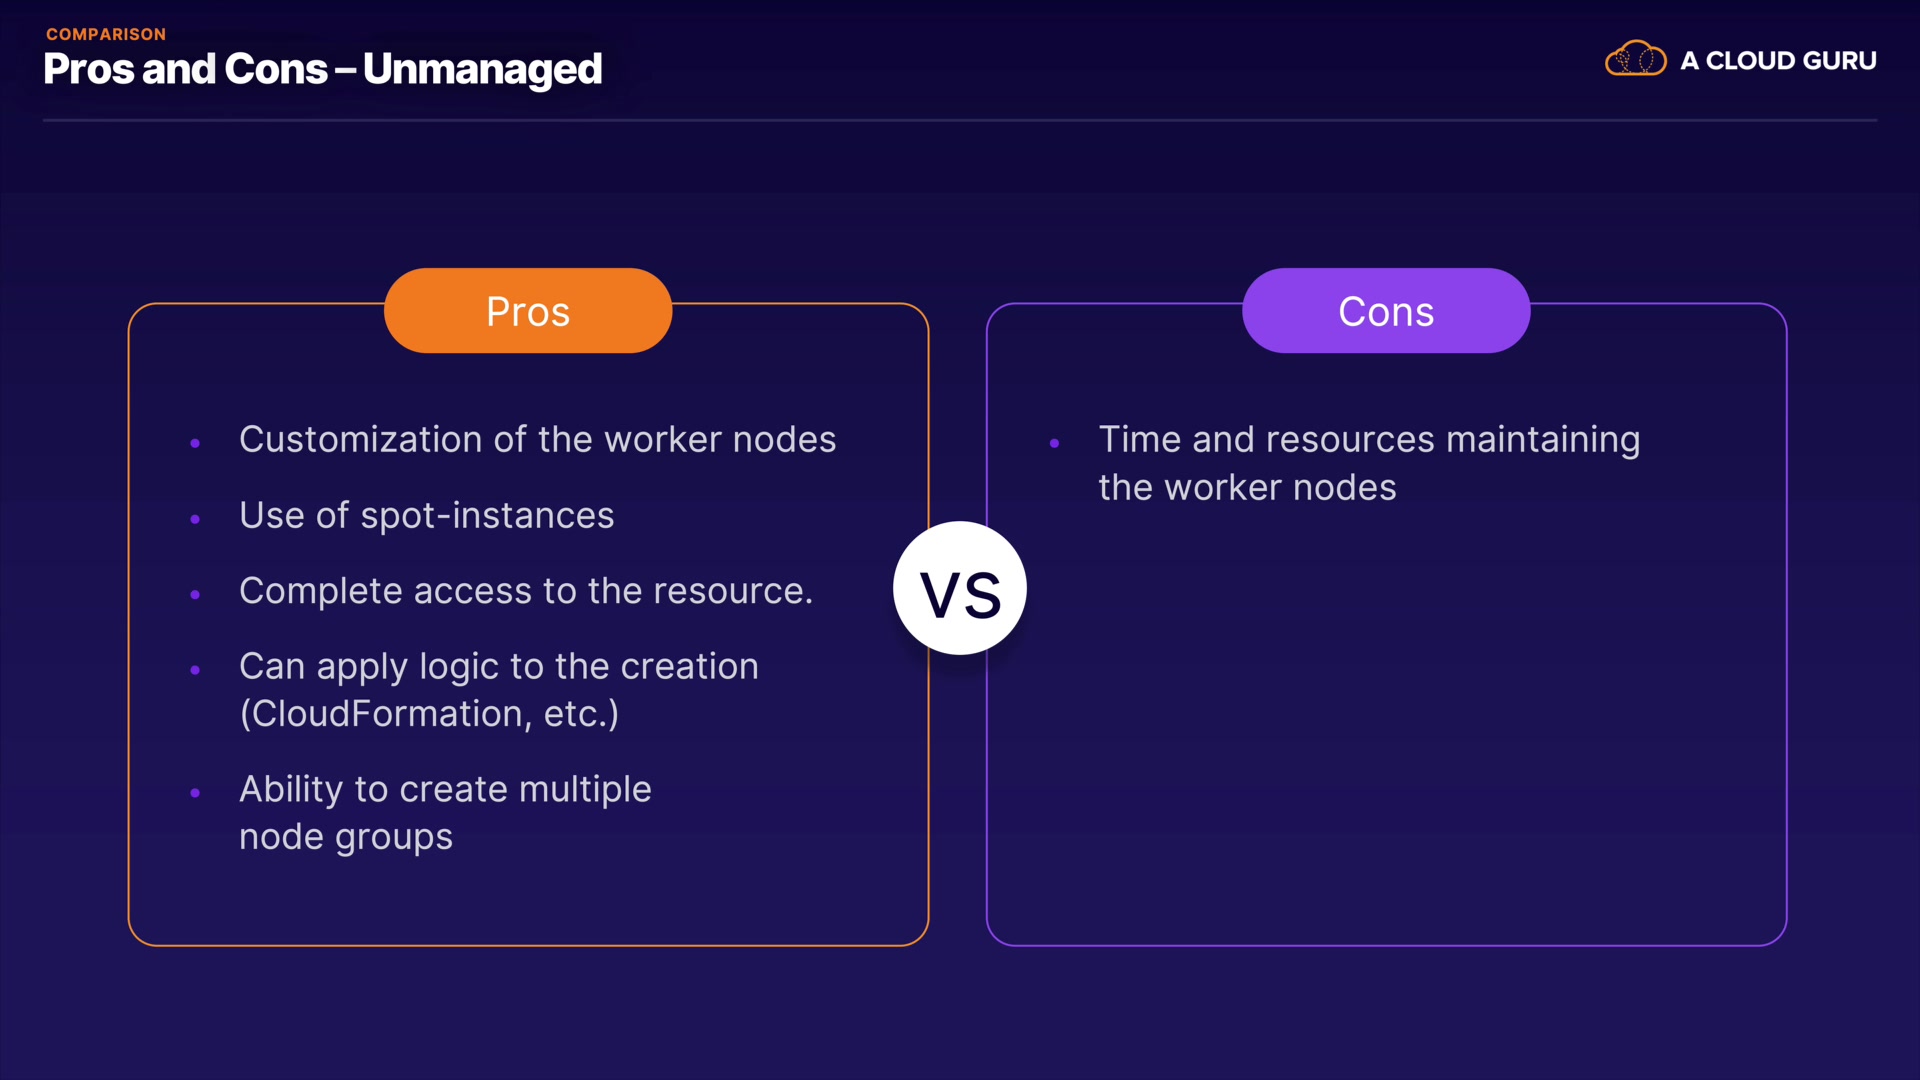 COMPARISON
Pros and Cons – Unmanaged
A CLOUD GURU
Pros
Customization of the worker nodes
Use of spot-instances
Complete access to the resource.
Can apply logic to the creation
(CloudFormation, etc.)
Ability to create multiple
node groups
VS
Cons
Time and resources maintaining
the worker nodes